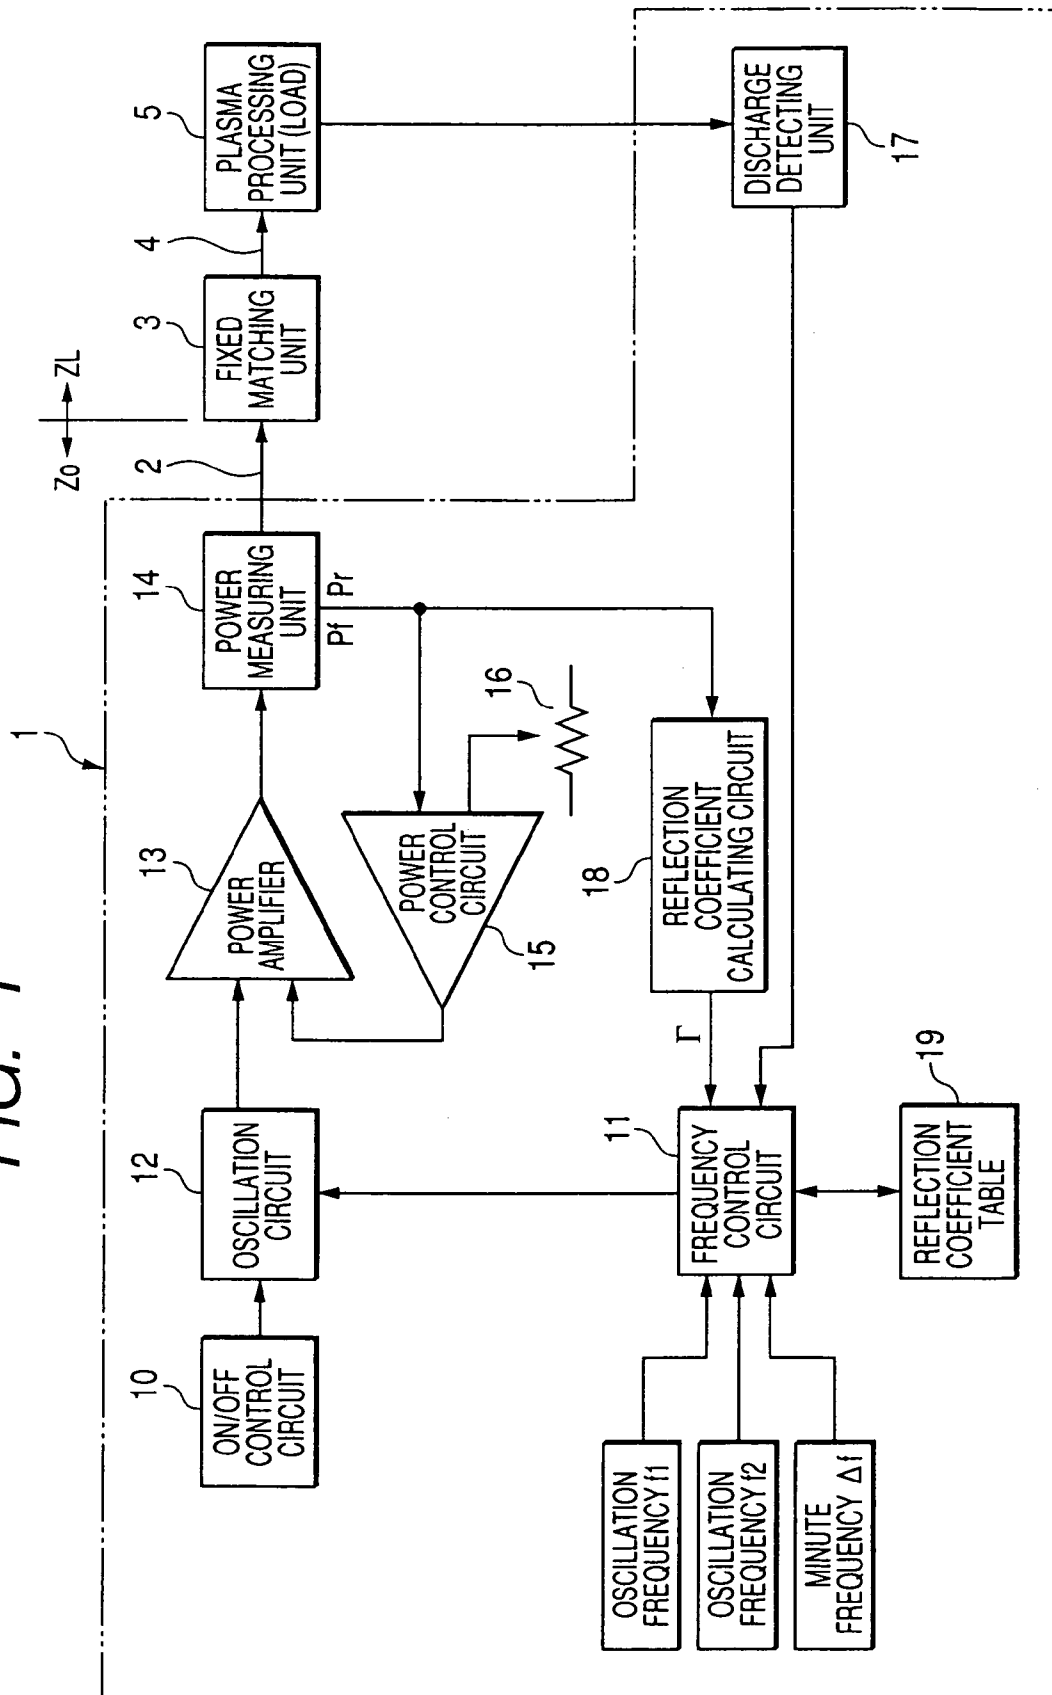 FIG. 1
1
Zo
ZL
10
ON/OFF
CONTROL
CIRCUIT
12
OSCILLATION
CIRCUIT
13
POWER
AMPLIFIER
14
POWER
MEASURING
UNIT
2
3
FIXED
MATCHING
UNIT
4
5
PLASMA
PROCESSING
UNIT (LOAD)
Pf
Pr
POWER
CONTROL
CIRCUIT
15
16
OSCILLATION
FREQUENCY f1
OSCILLATION
FREQUENCY f2
MINUTE
FREQUENCY Δf
11
FREQUENCY
CONTROL
CIRCUIT
Γ
18
REFLECTION
COEFFICIENT
CALCULATING CIRCUIT
DISCHARGE
DETECTING
UNIT
17
19
REFLECTION
COEFFICIENT
TABLE